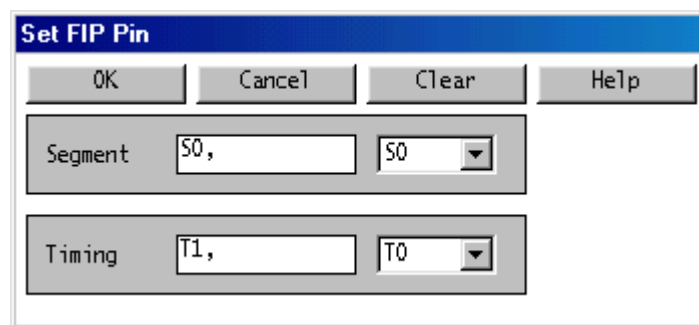 Set FIP Pin
OK Cancel Clear Help
Segment S0, S0
Timing T1, T0